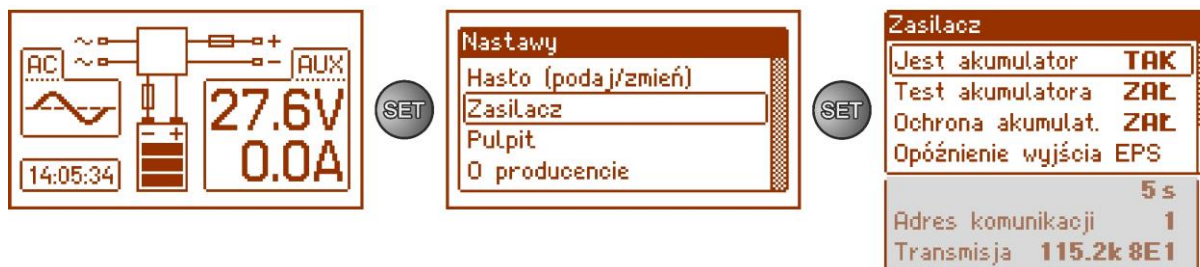 AC
AUX
27.6V
0.0A
14:05:34
- +
SET
Nastawy
Hasło (podaj/zmień)
Zasilacz
Pulpit
O producencie
SET
Zasilacz
Jest akumulator TAK
Test akumulatora ZAŁ
Ochrona akumulat. ZAŁ
Opóźnienie wyjścia EPS
5 s
Adres komunikacji 1
Transmisja 115.2k 8E1